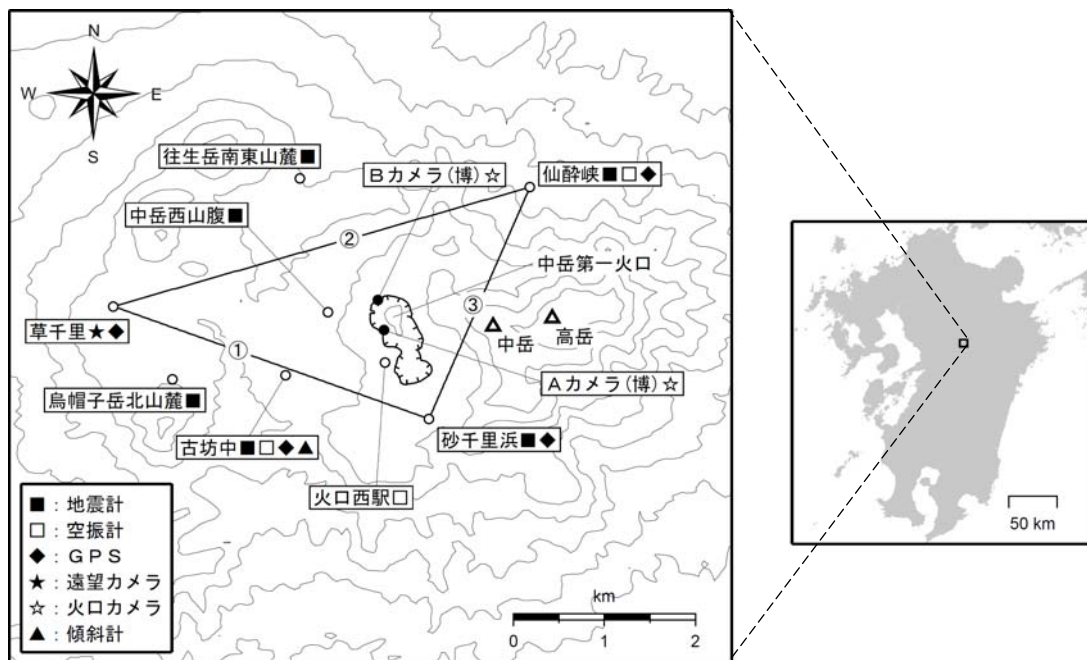 N
W
E
S
往生岳南東山麓■
Bカメラ(博)☆
仙酔峡■□◆
中岳西山腹■
②
中岳第一火口
③
草千里★◆
中岳
高岳
①
烏帽子岳北山麓■
Aカメラ(博)☆
古坊中■□◆▲
砂千里浜■◆
火口西駅□
■:地震計
□:空振計
◆:GPS
★:遠望カメラ
☆:火口カメラ
▲:傾斜計
km
0 1 2
50 km